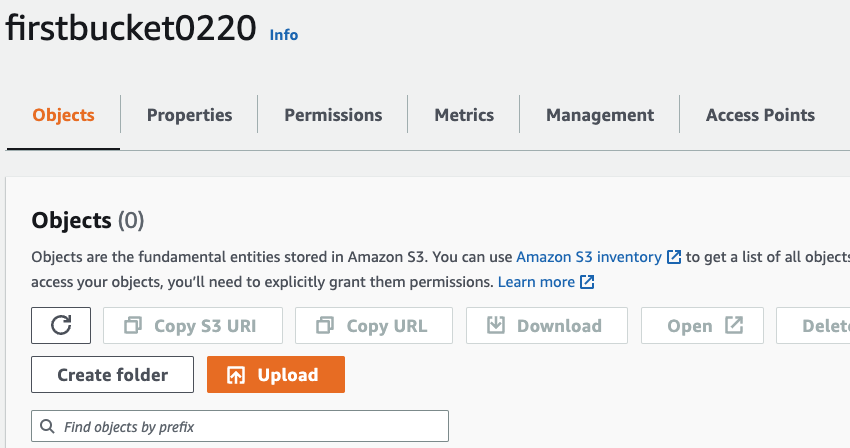 firstbucket0220 Info
Objects Properties Permissions Metrics Management Access Points
Objects (0)
Objects are the fundamental entities stored in Amazon S3. You can use Amazon S3 inventory to get a list of all objects
access your objects, you'll need to explicitly grant them permissions. Learn more
Copy S3 URI Copy URL Download Open Delete
Create folder Upload
Find objects by prefix